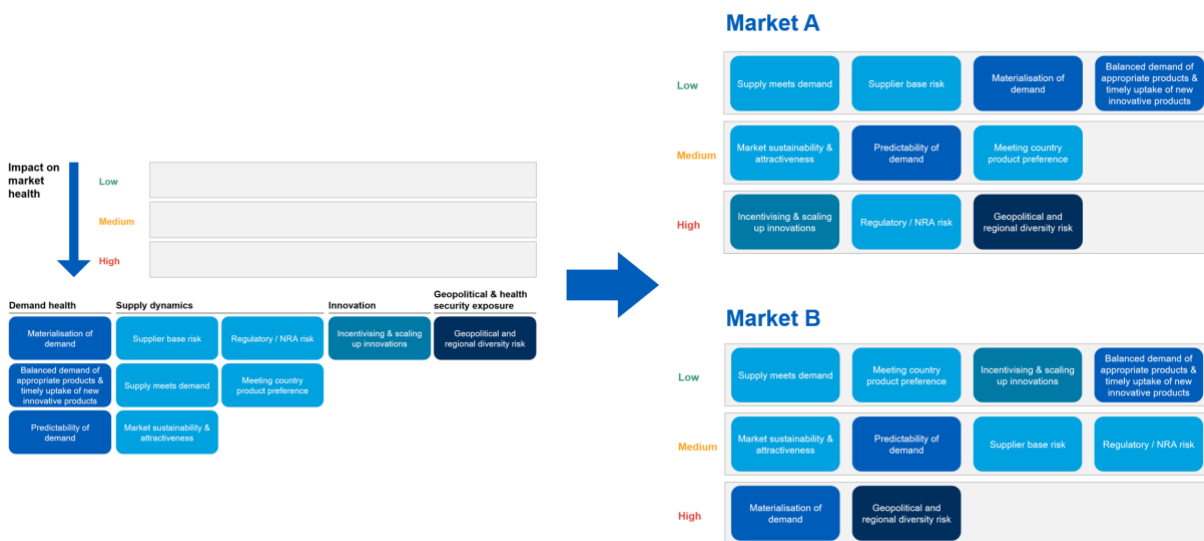 Impact on
market
health
Low
Medium
High
Demand health
Supply dynamics
Innovation
Geopolitical & health
security exposure
Materialisation of
demand
Supplier base risk
Regulatory / NRA risk
Incentivising & scaling
up innovations
Geopolitical and
regional diversity risk
Balanced demand of
appropriate products &
timely uptake of new
innovative products
Supply meets demand
Meeting country
product preference
Predictability of
demand
Market sustainability &
attractiveness
Market A
Low
Supply meets demand
Supplier base risk
Materialisation of
demand
Balanced demand of
appropriate products &
timely uptake of new
innovative products
Medium
Market sustainability &
attractiveness
Predictability of
demand
Meeting country
product preference
High
Incentivising & scaling
up innovations
Regulatory / NRA risk
Geopolitical and
regional diversity risk
Market B
Low
Supply meets demand
Meeting country
product preference
Incentivising & scaling
up innovations
Balanced demand of
appropriate products &
timely uptake of new
innovative products
Medium
Market sustainability &
attractiveness
Predictability of
demand
Supplier base risk
Regulatory / NRA risk
High
Materialisation of
demand
Geopolitical and
regional diversity risk